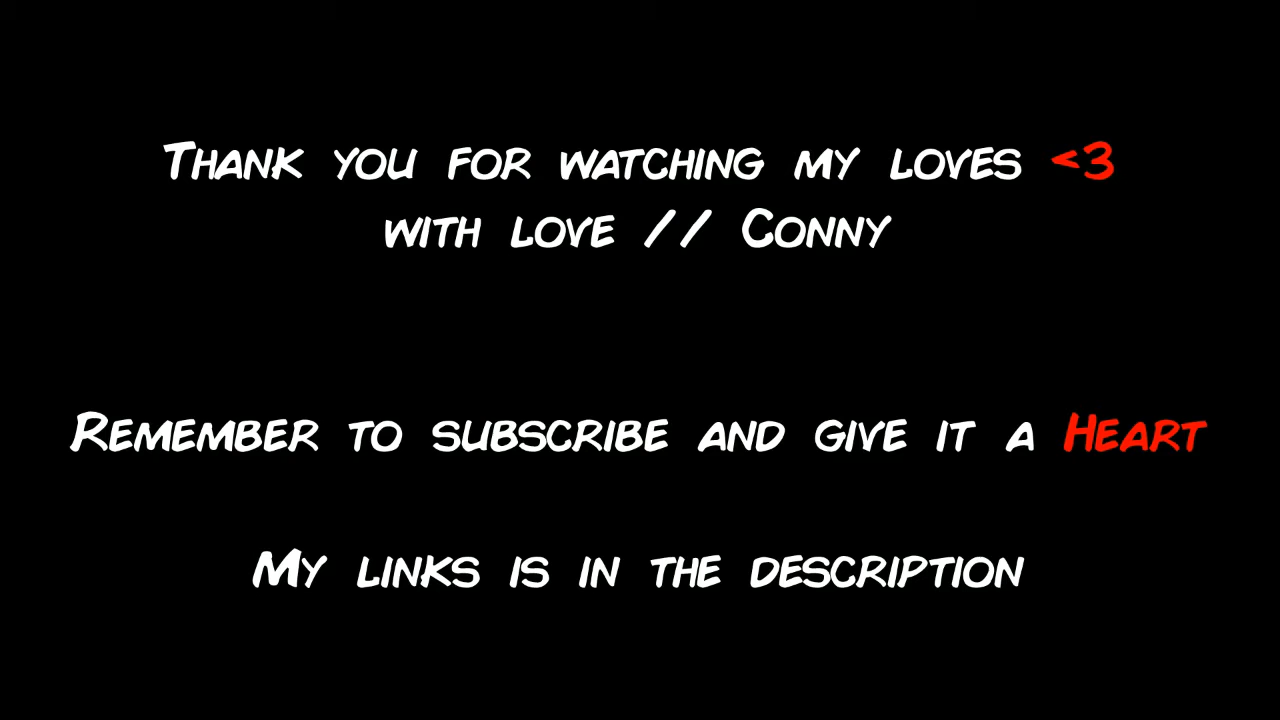 Thank you for watching my loves <3
with love // Conny
Remember to subscribe and give it a Heart
My links is in the description